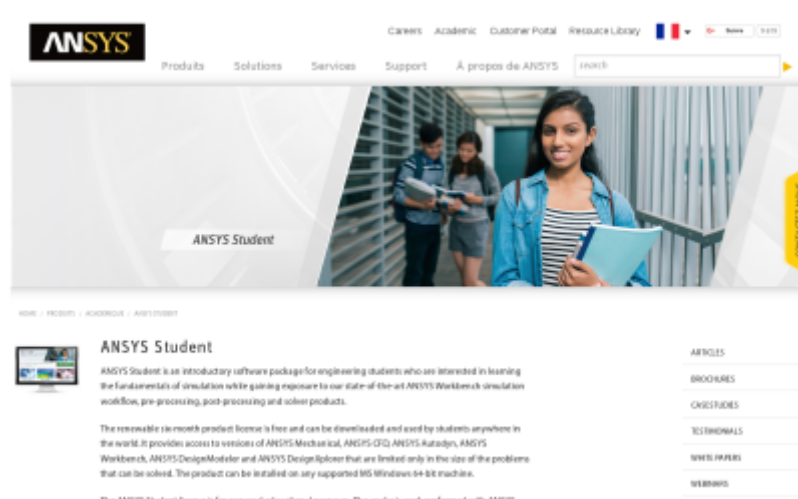 ANSYS
Careers Academic Customer Portal Resource Library
Produits Solutions Services Support À propos de ANSYS search
ANSYS Student
HOME / PRODUITS / ACADEMIQUE / ANSYS STUDENT
ANSYS Student
ANSYS Student is an introductory software package for engineering students who are interested in learning
the fundamentals of simulation while gaining exposure to our state-of-the-art ANSYS Workbench simulation
workflow, pre-processing, post-processing and solver products.
The renewable six-month product license is free and can be downloaded and used by students anywhere in
the world. It provides access to versions of ANSYS Mechanical, ANSYS CFD, ANSYS Autodyn, ANSYS
Workbench, ANSYS DesignModeler and ANSYS DesignXplorer that are limited only in the size of the problems
that can be solved. The product can be installed on any supported MS Windows 64-bit machine.
ARTICLES
BROCHURES
CASE STUDIES
TESTIMONIALS
WHITE PAPERS
WEBINARS